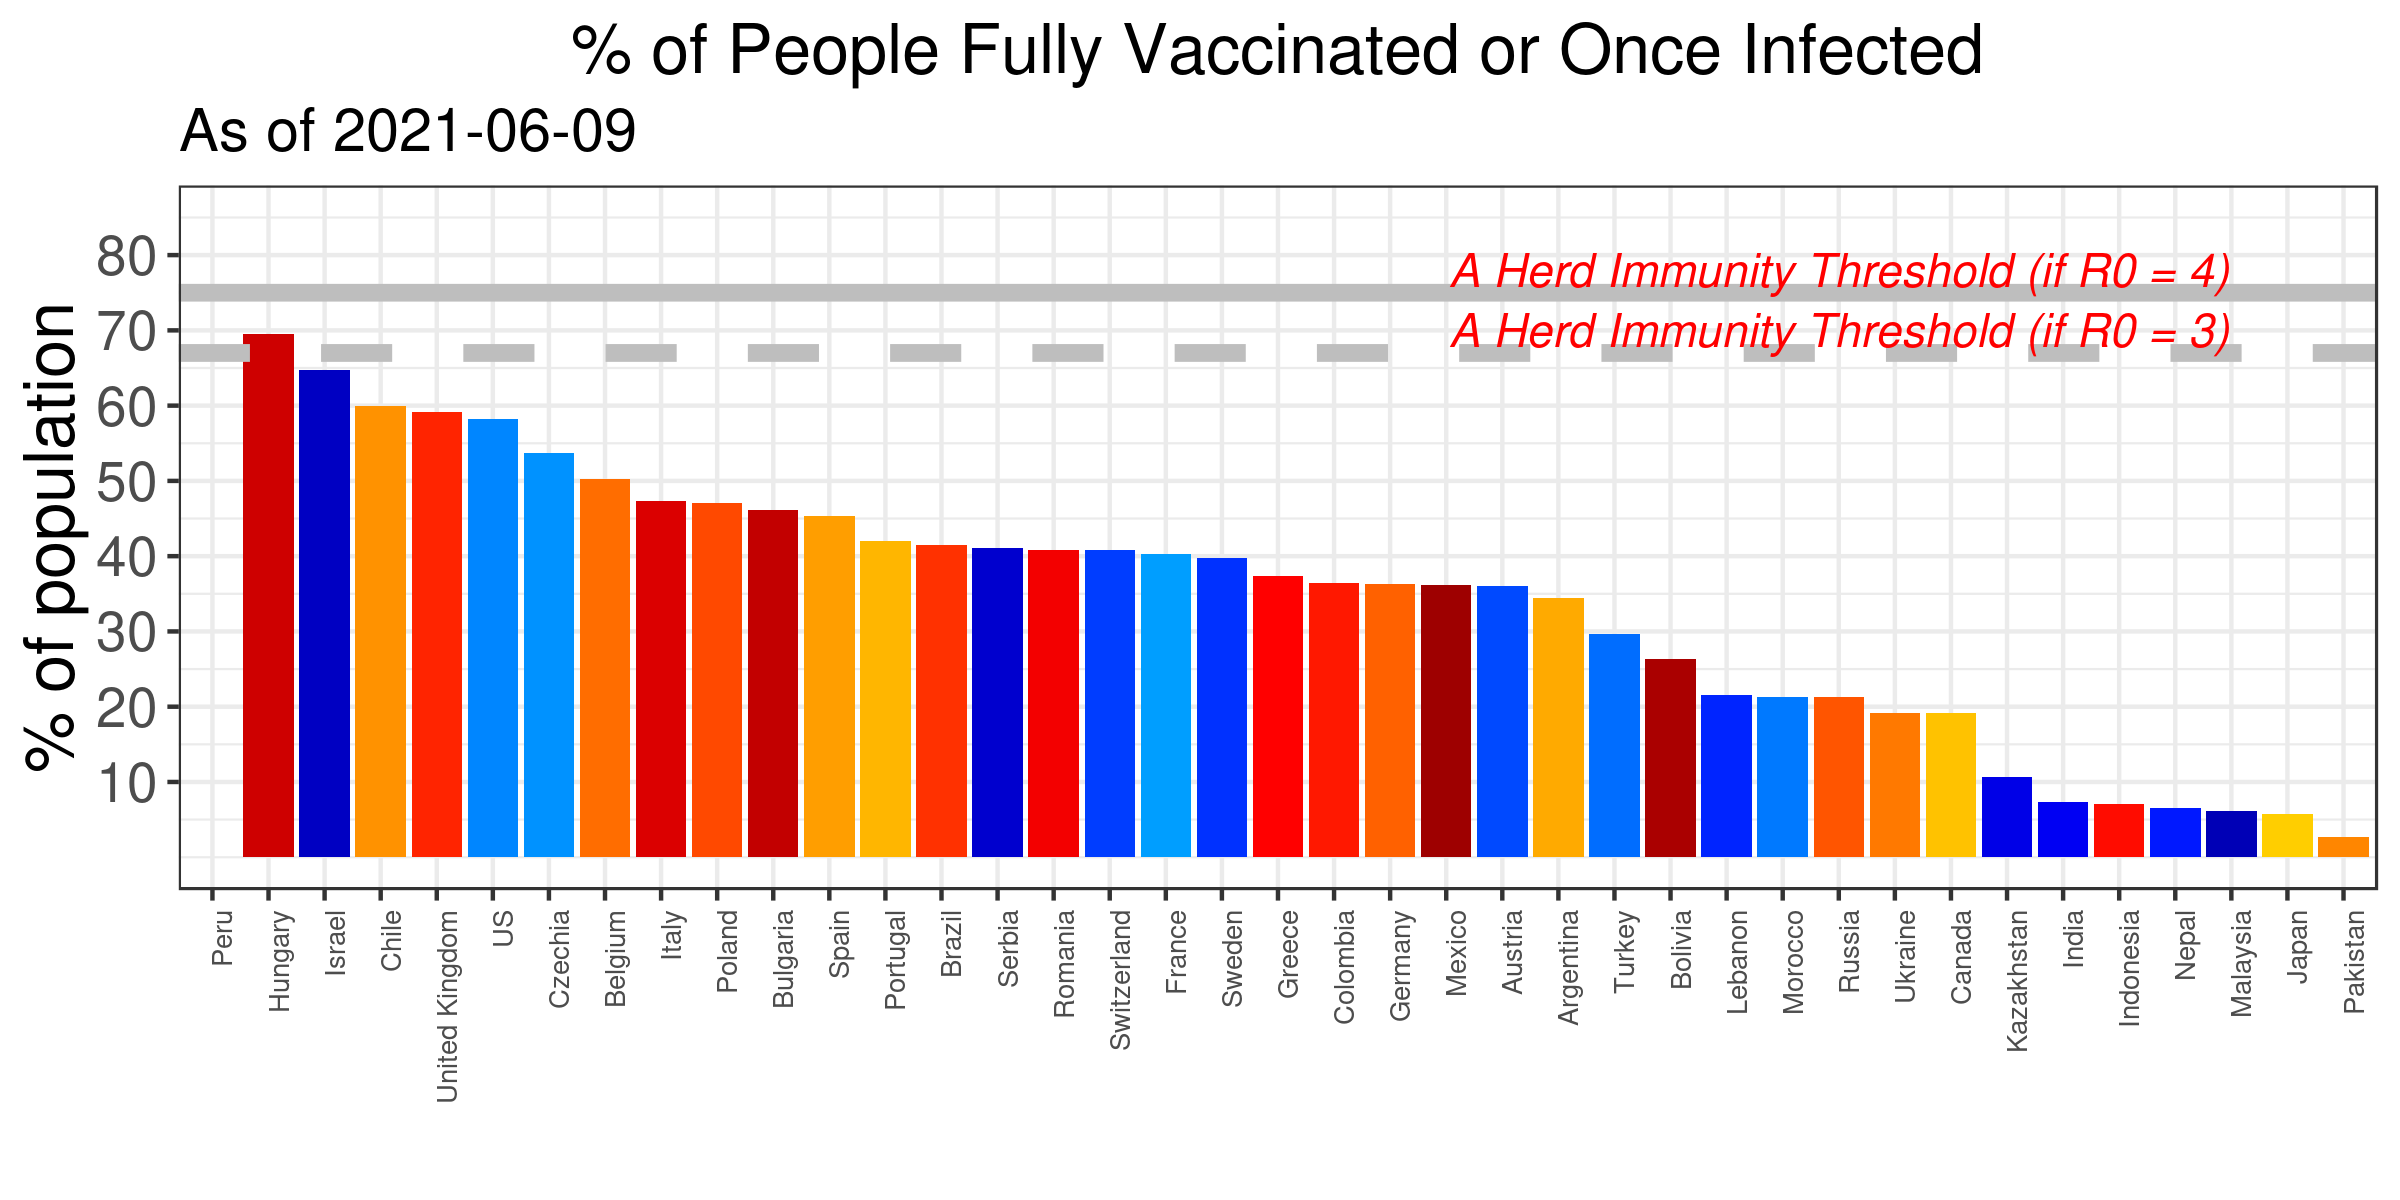 % of People Fully Vaccinated or Once Infected
As of 2021-06-09
% of population
80
70
60
50
40
30
20
10
A Herd Immunity Threshold (if R0 = 4)
A Herd Immunity Threshold (if R0 = 3)
Peru
Hungary
Israel
Chile
United Kingdom
US
Czechia
Belgium
Italy
Poland
Bulgaria
Spain
Portugal
Brazil
Serbia
Romania
Switzerland
France
Sweden
Greece
Colombia
Germany
Mexico
Austria
Argentina
Turkey
Bolivia
Lebanon
Morocco
Russia
Ukraine
Canada
Kazakhstan
India
Indonesia
Nepal
Malaysia
Japan
Pakistan